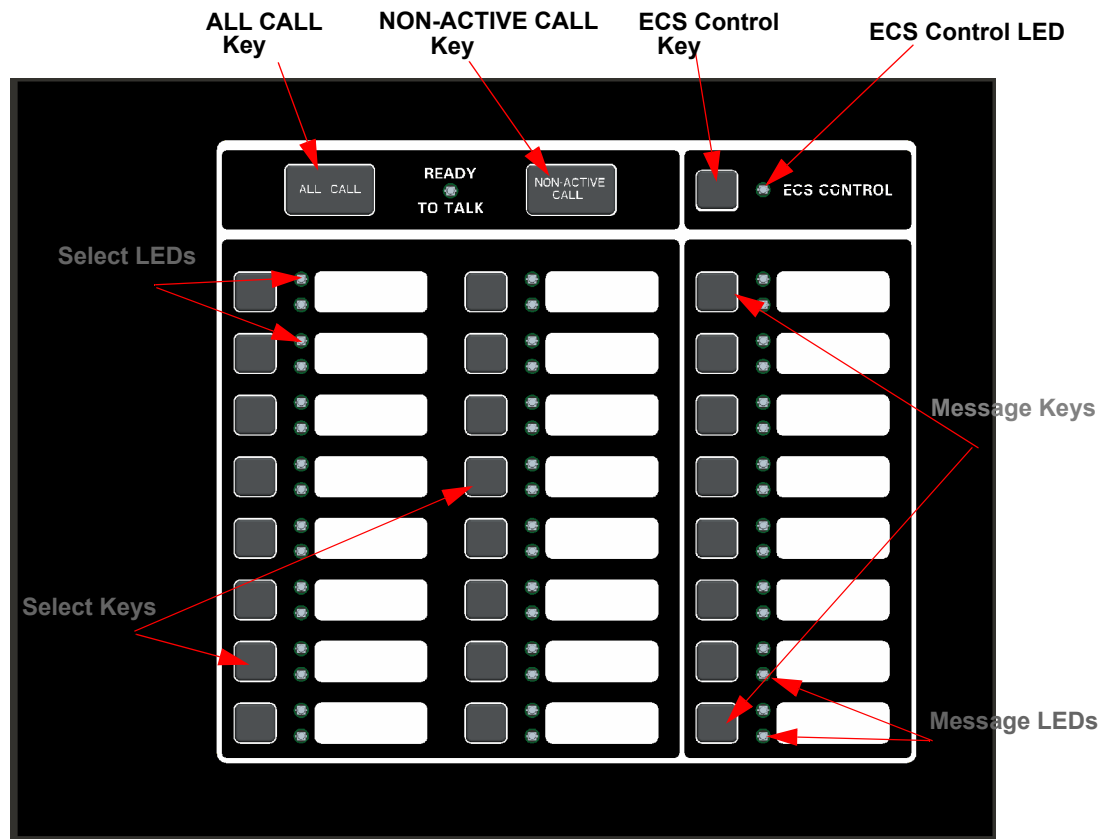 ALL CALL
Key
NON-ACTIVE CALL
Key
ECS Control
Key
ECS Control LED
ALL CALL
READY
TO TALK
NON-ACTIVE
CALL
ECS CONTROL
Select LEDs
Message Keys
Select Keys
Message LEDs